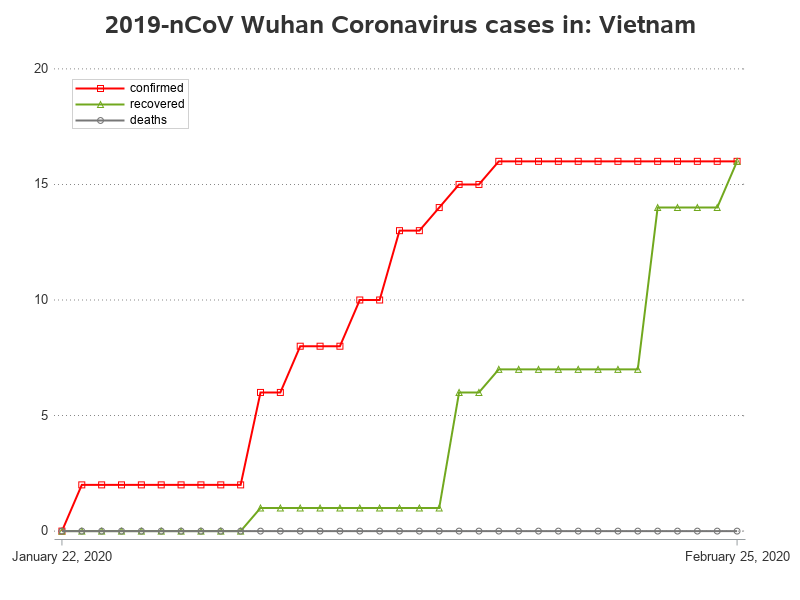 2019-nCoV Wuhan Coronavirus cases in: Vietnam
20
confirmed
recovered
deaths
15
10
5
0
January 22, 2020
February 25, 2020